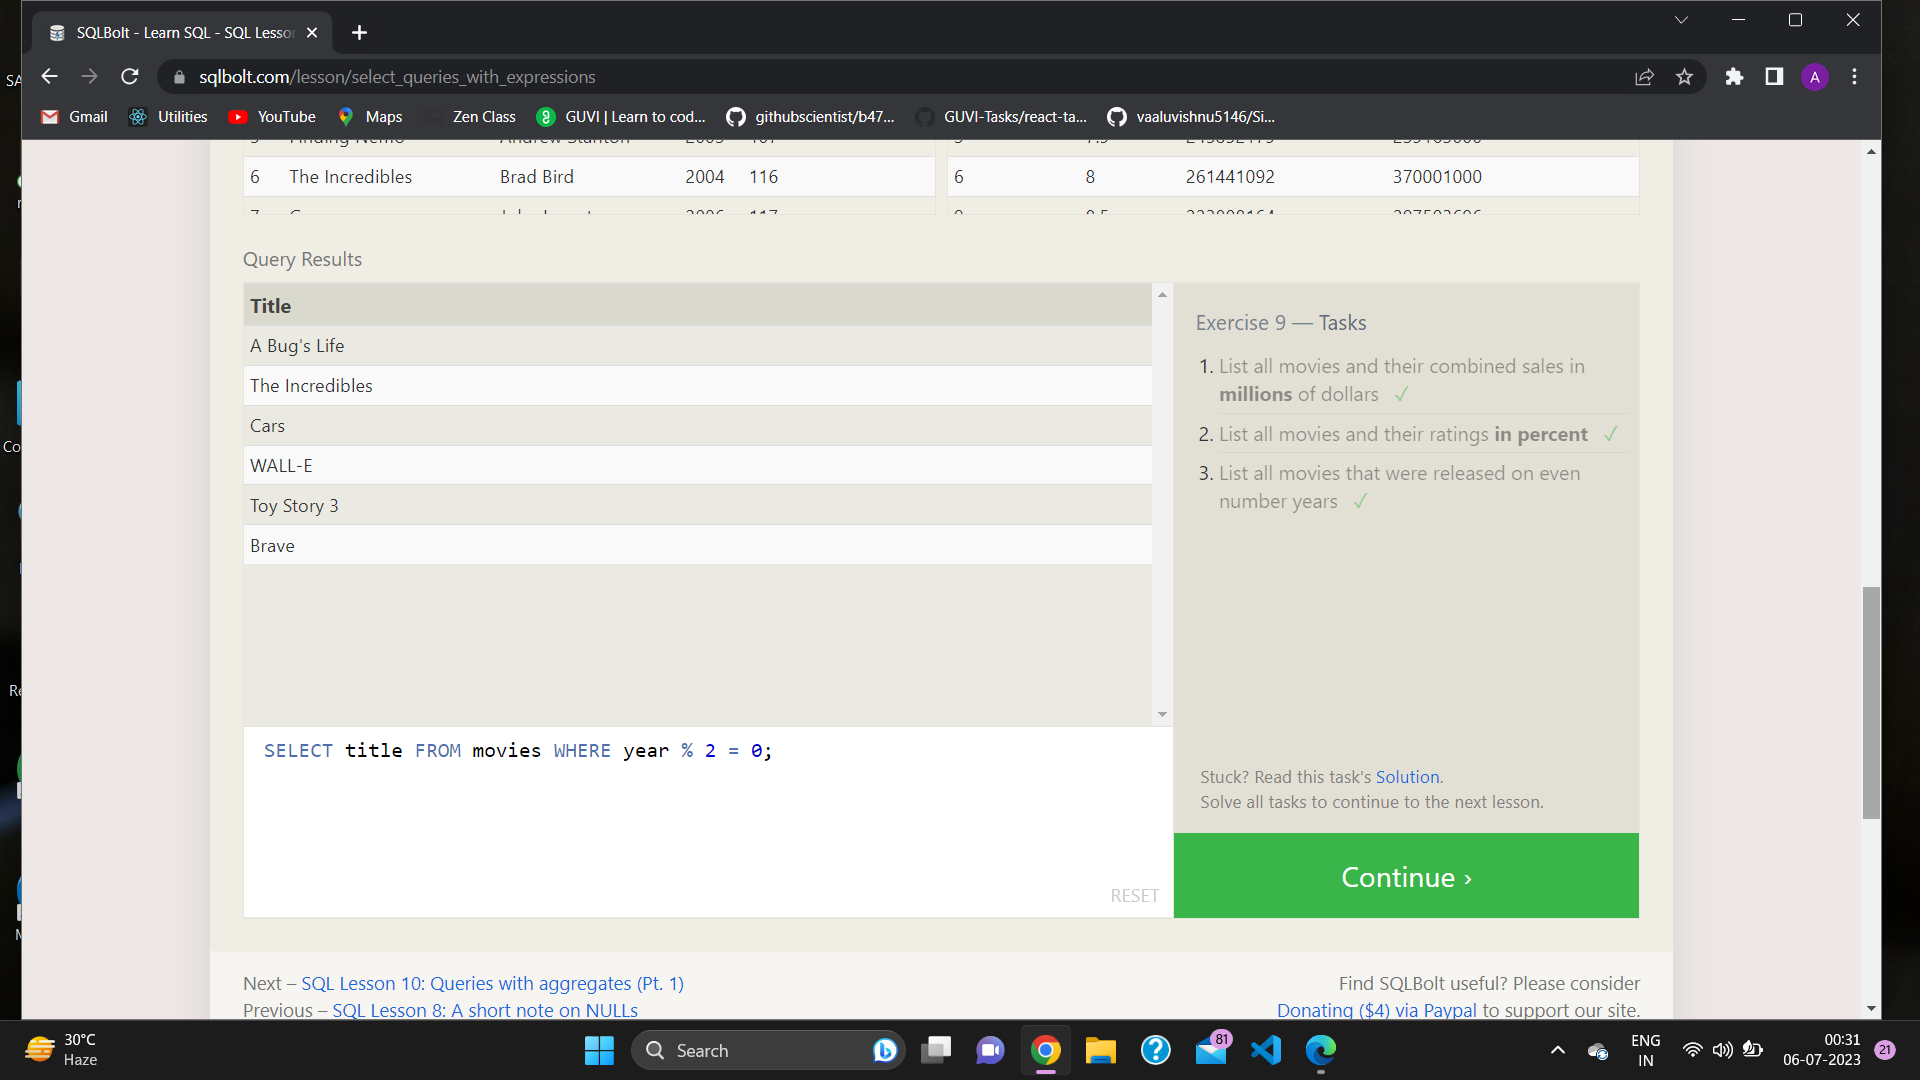 SQLBolt - Learn SQL - SQL Lesson
sqlbolt.com/lesson/select_queries_with_expressions
A
Gmail
Utilities
YouTube
Maps
Zen Class
GUVI | Learn to cod...
githubscientist/b47...
GUVI-Tasks/react-ta...
vaaluvishnu5146/Si...
6 The Incredibles Brad Bird 2004 116
6 8 261441092 370001000
Query Results
Title
A Bug's Life
The Incredibles
Cars
WALL-E
Toy Story 3
Brave
Exercise 9 — Tasks
1. List all movies and their combined sales in
millions of dollars ✓
2. List all movies and their ratings in percent ✓
3. List all movies that were released on even
number years ✓
SELECT title FROM movies WHERE year % 2 = 0;
RESET
Stuck? Read this task's Solution.
Solve all tasks to continue to the next lesson.
Continue ›
Next – SQL Lesson 10: Queries with aggregates (Pt. 1)
Previous – SQL Lesson 8: A short note on NULLs
Find SQLBolt useful? Please consider
Donating ($4) via Paypal to support our site.
30°C
Haze
Search
81
ENG
IN
00:31
06-07-2023
21